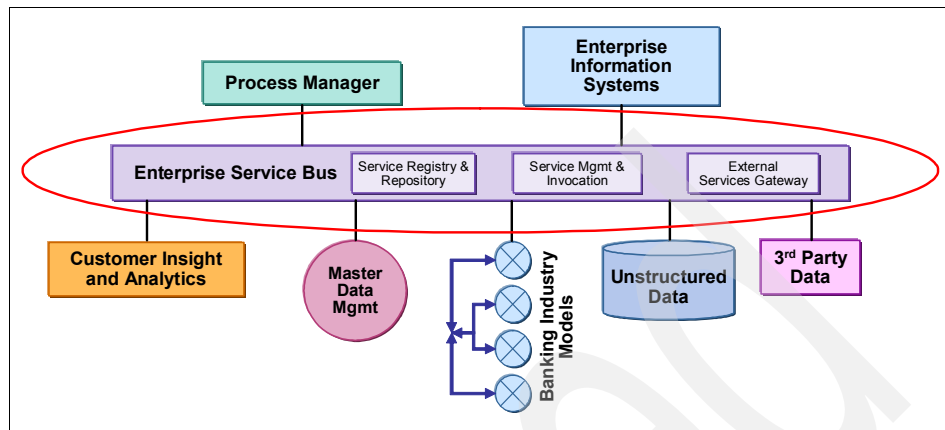 Process Manager
Enterprise
Information
Systems
Enterprise Service Bus
Service Registry &
Repository
Service Mgmt &
Invocation
External
Services Gateway
Customer Insight
and Analytics
Master
Data
Mgmt
Banking Industry
Models
Unstructured
Data
3rd Party
Data